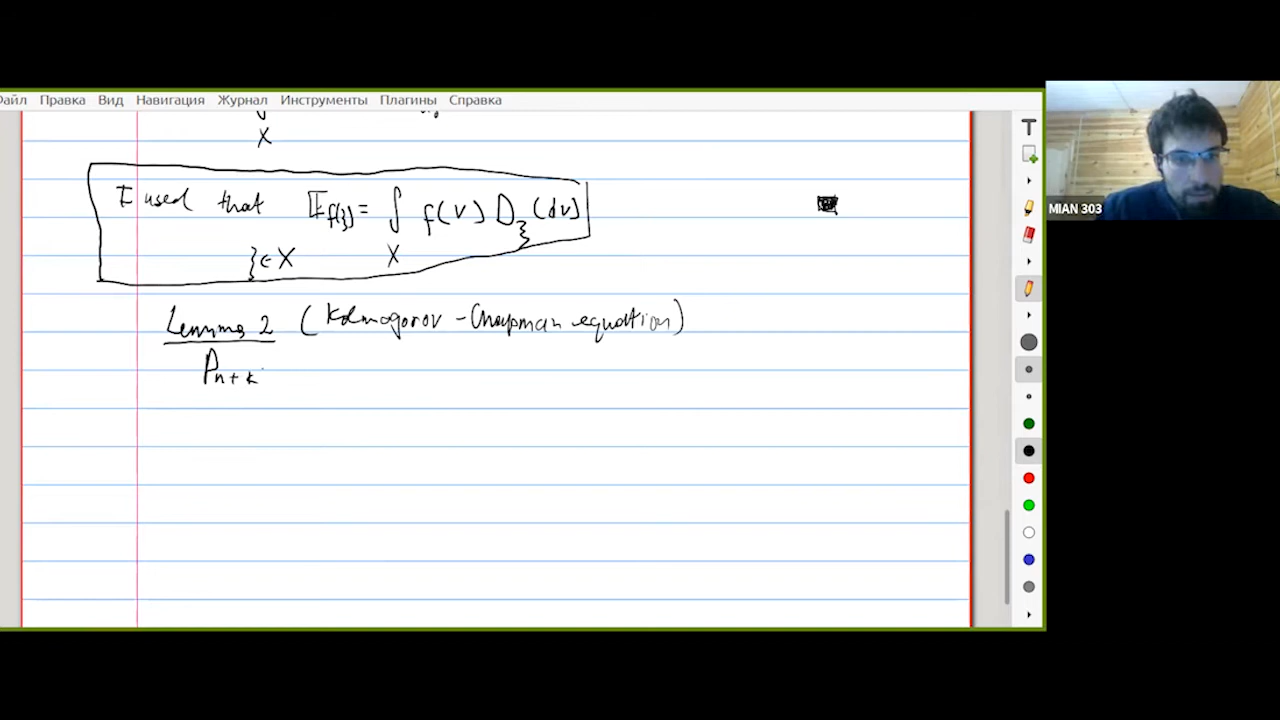 Файл Правка Вид Навигация Журнал Инструменты Плагины Справка
X
I used that 𝔼f(ξ) = ∫ f(v) D_ξ(dv)
ξ ∈ X X
MIAN 303
Lemma 2 (Kolmogorov - Chapman equation)
P_{n+k}